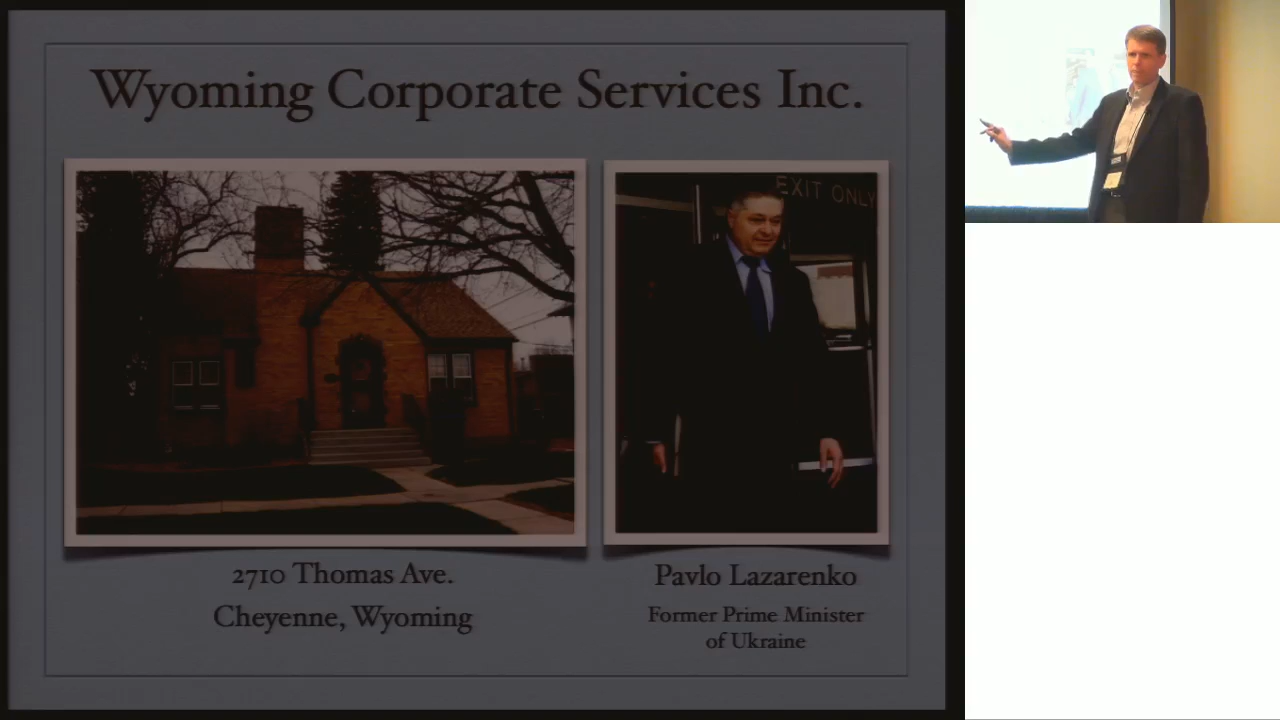 Wyoming Corporate Services Inc.
EXIT ONLY
2710 Thomas Ave.
Cheyenne, Wyoming
Pavlo Lazarenko
Former Prime Minister
of Ukraine